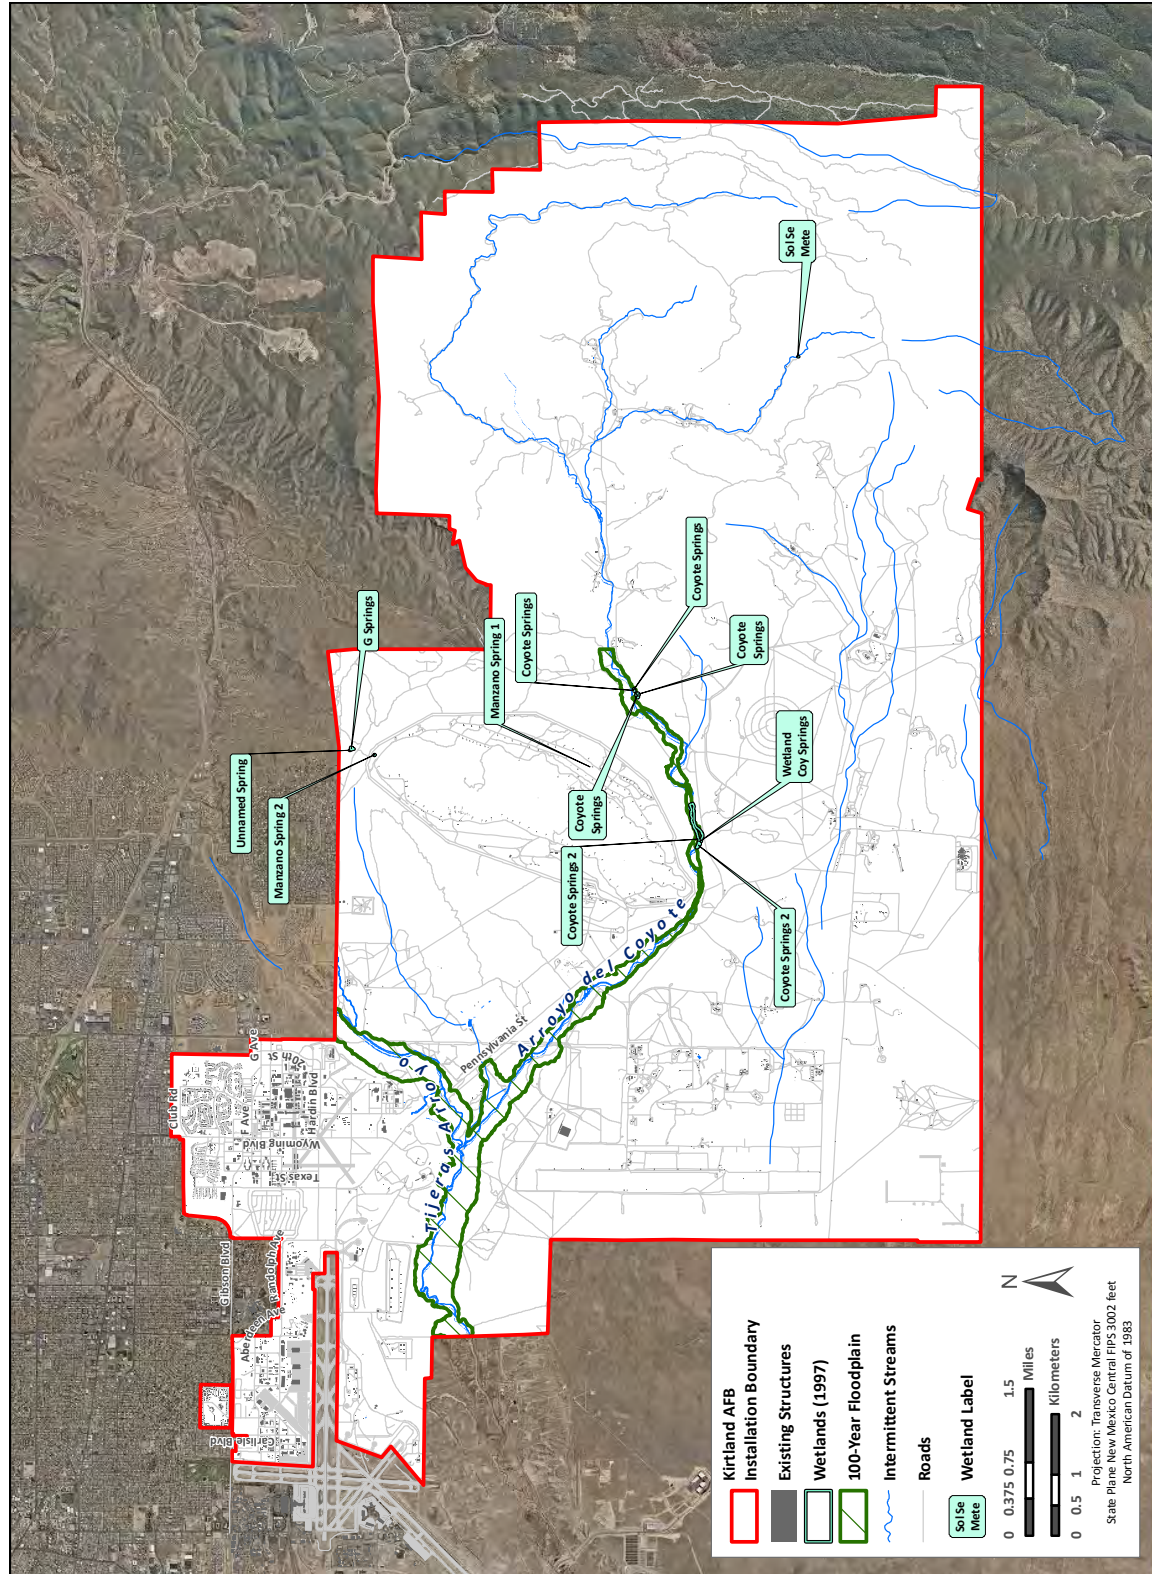 Club Rd
G Ave
20th St
F Ave
Hardin Blvd
Wyoming Blvd
Texas St
Gibson Blvd
Randolph Ave
Aberdeen Ave
Carlisle Blvd
Pennsylvania St
Tijeras Arroyo
Arroyo del Coyote
Unnamed Spring
Manzano Spring 2
G Springs
Manzano Spring 1
Coyote Springs
Coyote Springs
Coyote
Springs
Coyote
Springs
Coyote Springs 2
Wetland
Coy Springs
Coyote Springs 2
Sol Se
Mete
Kirtland AFB
Installation Boundary
Existing Structures
Wetlands (1997)
100-Year Floodplain
Intermittent Streams
Roads
Sol Se
Mete
Wetland Label
N
0 0.375 0.75 1.5
Miles
Kilometers
0 0.5 1 2
Projection: Transverse Mercator
State Plane New Mexico Central FIPS 3002 feet
North American Datum of 1983